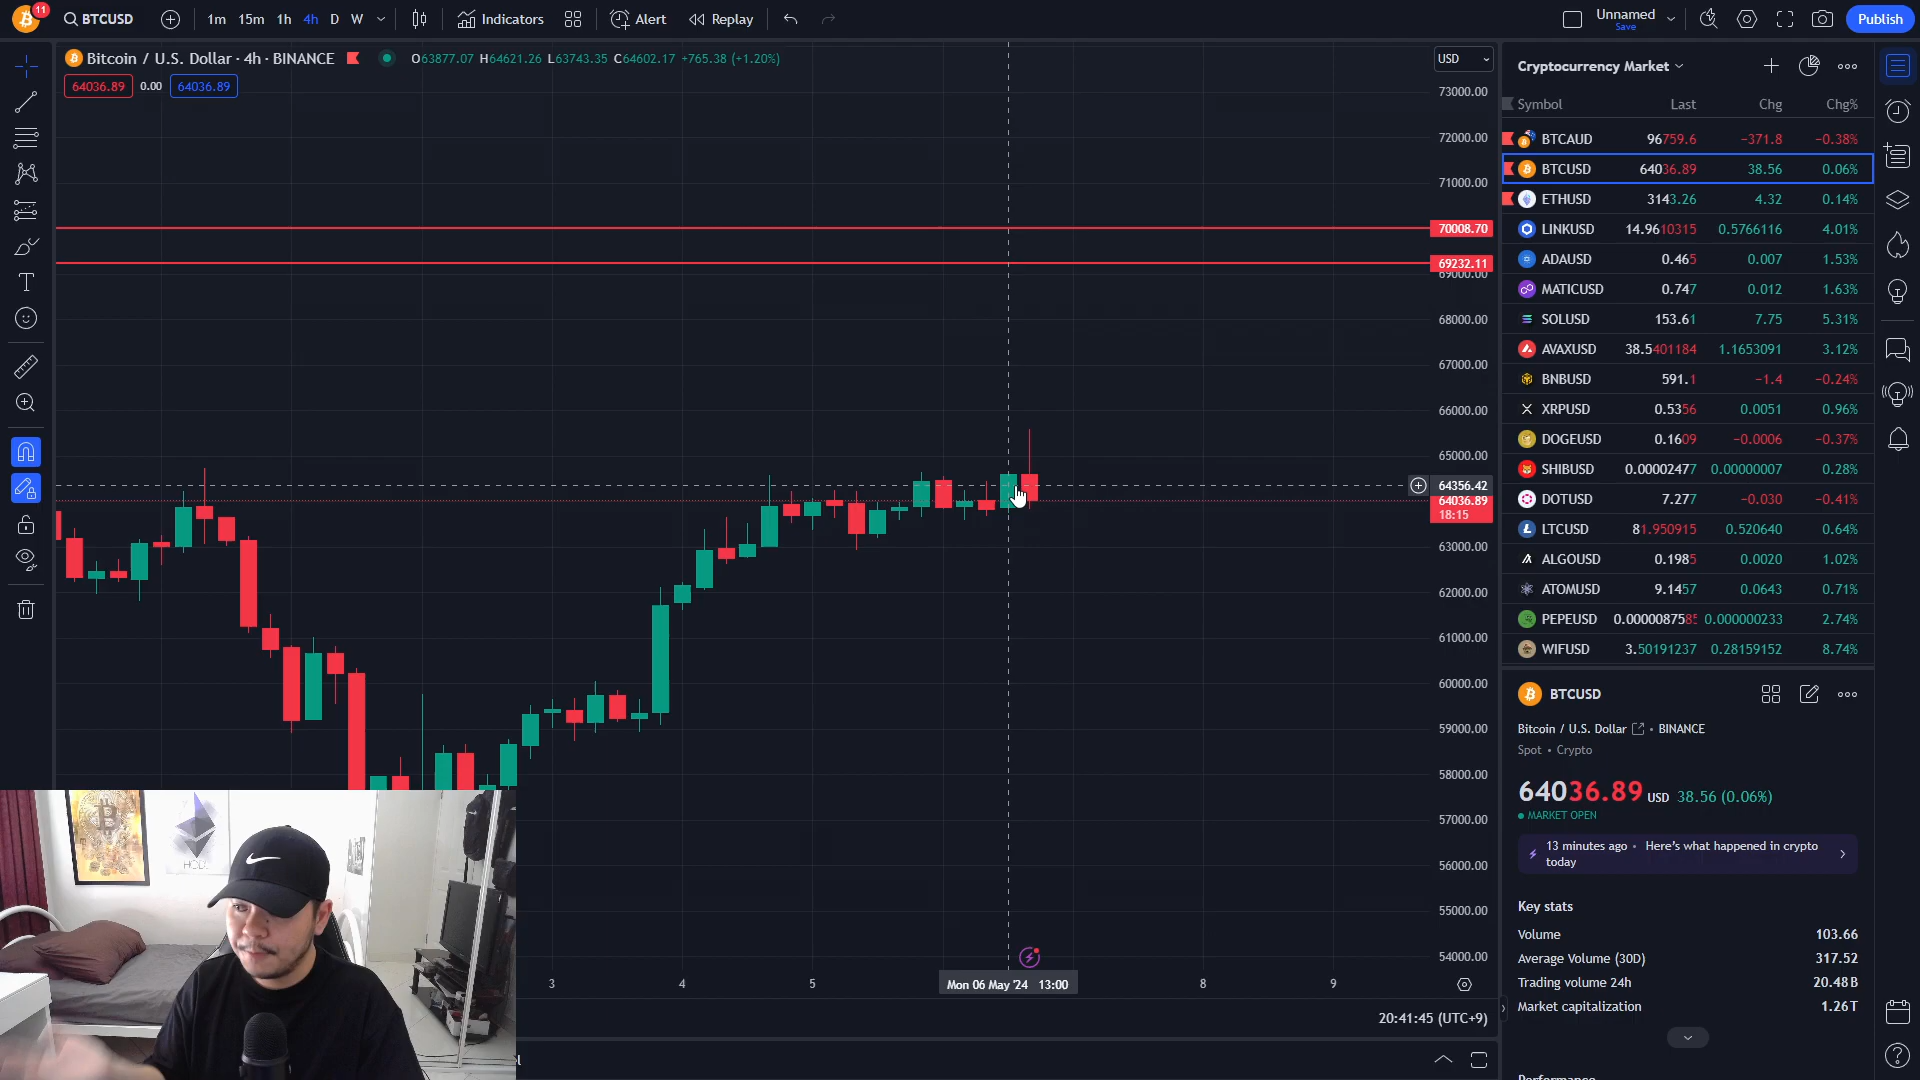 11
BTCUSD
1m 15m 1h 4h D W
Indicators
Alert
Replay
Unnamed
Save
Publish
Bitcoin / U.S. Dollar · 4h · BINANCE
O63877.07 H64621.26 L63743.35 C64602.17 +765.38 (+1.20%)
64036.89 0.00 64036.89
USD
73000.00
72000.00
71000.00
70008.70
69232.11
69000.00
68000.00
67000.00
66000.00
65000.00
64356.42
64036.89
18:15
63000.00
62000.00
61000.00
60000.00
59000.00
58000.00
57000.00
56000.00
55000.00
54000.00
3 4 5 Mon 06 May '24 13:00 8 9
20:41:45 (UTC+9)
HODL
Cryptocurrency Market
Symbol Last Chg Chg%
BTCAUD 96759.6 −371.8 −0.38%
BTCUSD 64036.89 38.56 0.06%
ETHUSD 3143.26 4.32 0.14%
LINKUSD 14.9610315 0.5766116 4.01%
ADAUSD 0.465 0.007 1.53%
MATICUSD 0.747 0.012 1.63%
SOLUSD 153.61 7.75 5.31%
AVAXUSD 38.5401184 1.1653091 3.12%
BNBUSD 591.1 −1.4 −0.24%
XRPUSD 0.5356 0.0051 0.96%
DOGEUSD 0.1609 −0.0006 −0.37%
SHIBUSD 0.00002477 0.00000007 0.28%
DOTUSD 7.277 −0.030 −0.41%
LTCUSD 81.950915 0.520640 0.64%
ALGOUSD 0.1985 0.0020 1.02%
ATOMUSD 9.1457 0.0643 0.71%
PEPEUSD 0.000008758 0.000000233 2.74%
WIFUSD 3.50191237 0.28159152 8.74%
BTCUSD
Bitcoin / U.S. Dollar • BINANCE
Spot • Crypto
64036.89 USD 38.56 (0.06%)
MARKET OPEN
13 minutes ago • Here's what happened in crypto
today
Key stats
Volume 103.66
Average Volume (30D) 317.52
Trading volume 24h 20.48B
Market capitalization 1.26T